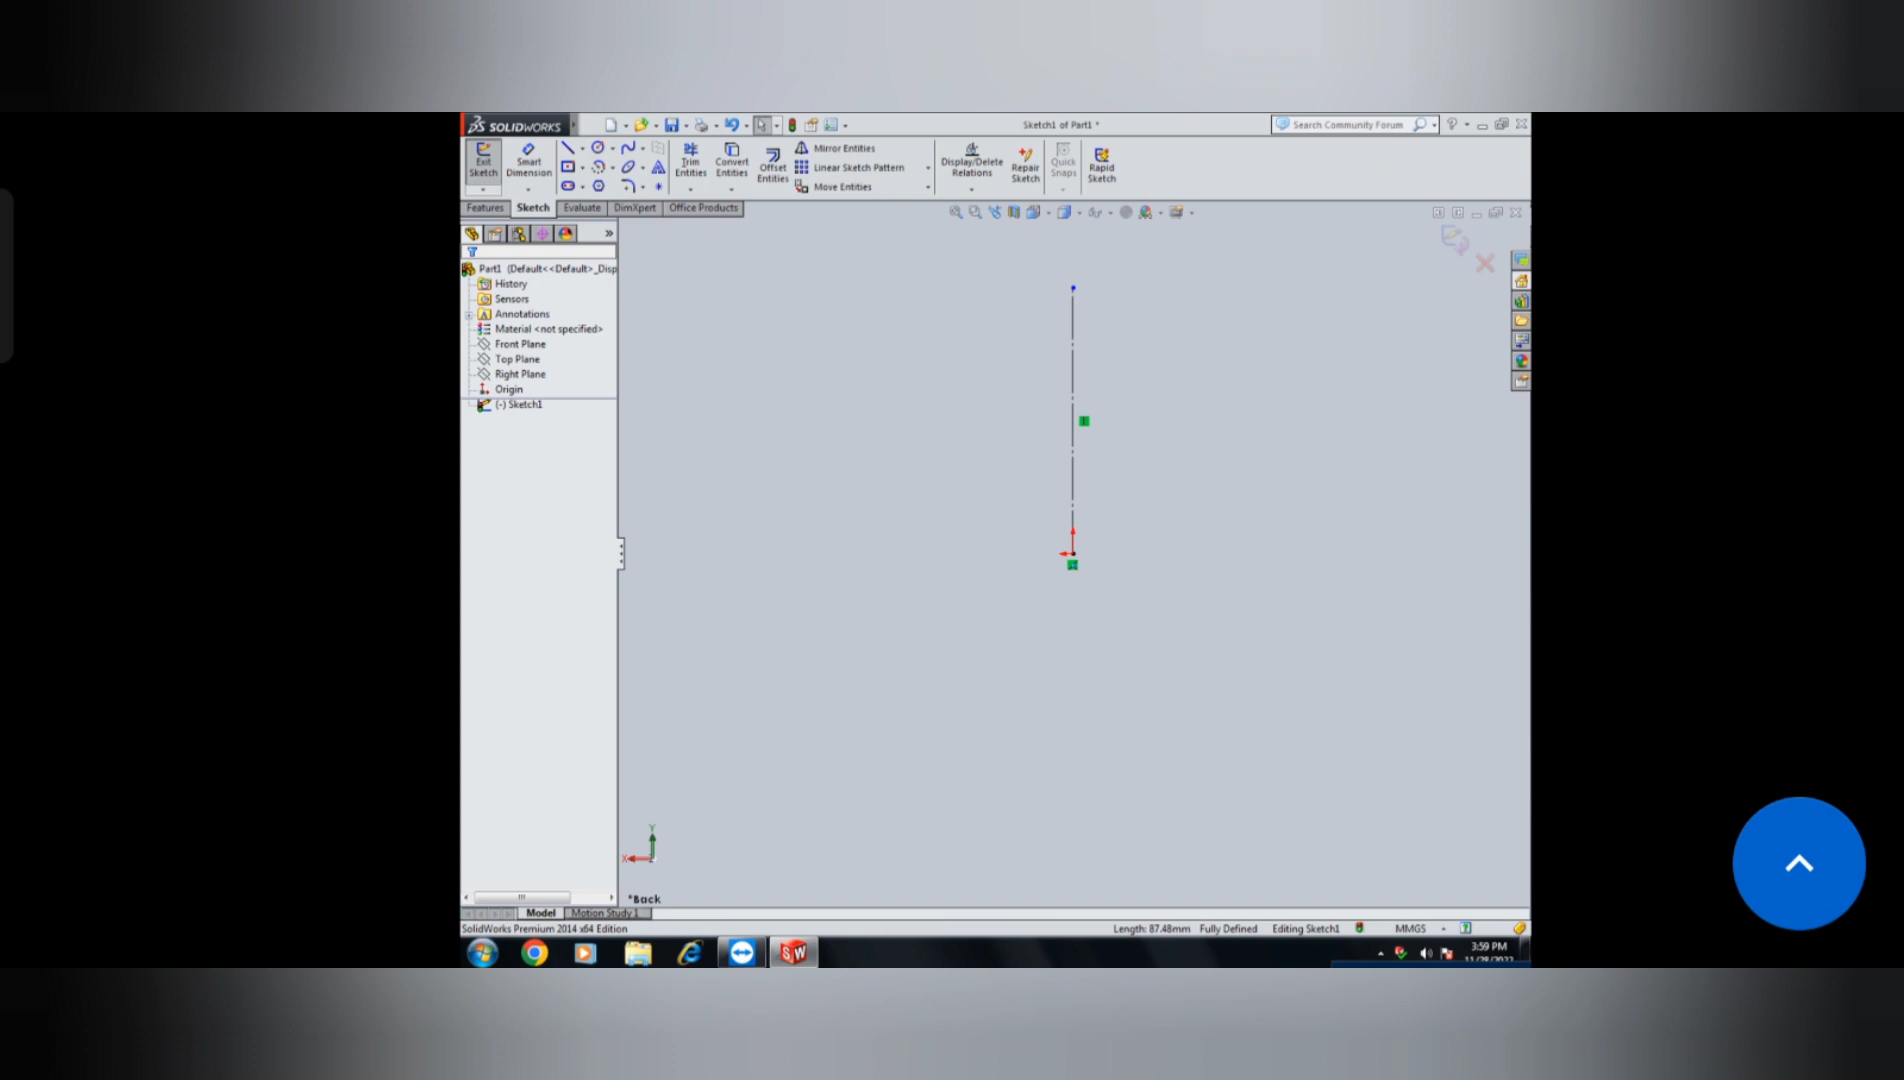 SOLIDWORKS
Sketch1 of Part1 *
Search Community Forum
Exit Sketch
Smart Dimension
Trim Entities
Convert Entities
Offset Entities
Mirror Entities
Linear Sketch Pattern
Move Entities
Display/Delete Relations
Repair Sketch
Quick Snaps
Rapid Sketch
Features Sketch Evaluate DimXpert Office Products
Part1 (Default<<Default>_Disp
History
Sensors
Annotations
Material <not specified>
Front Plane
Top Plane
Right Plane
Origin
(-) Sketch1
Y
X
*Back
Model Motion Study 1
SolidWorks Premium 2014 x64 Edition
Length: 87.48mm Fully Defined Editing Sketch1 MMGS
SW
3:59 PM
11/28/2022